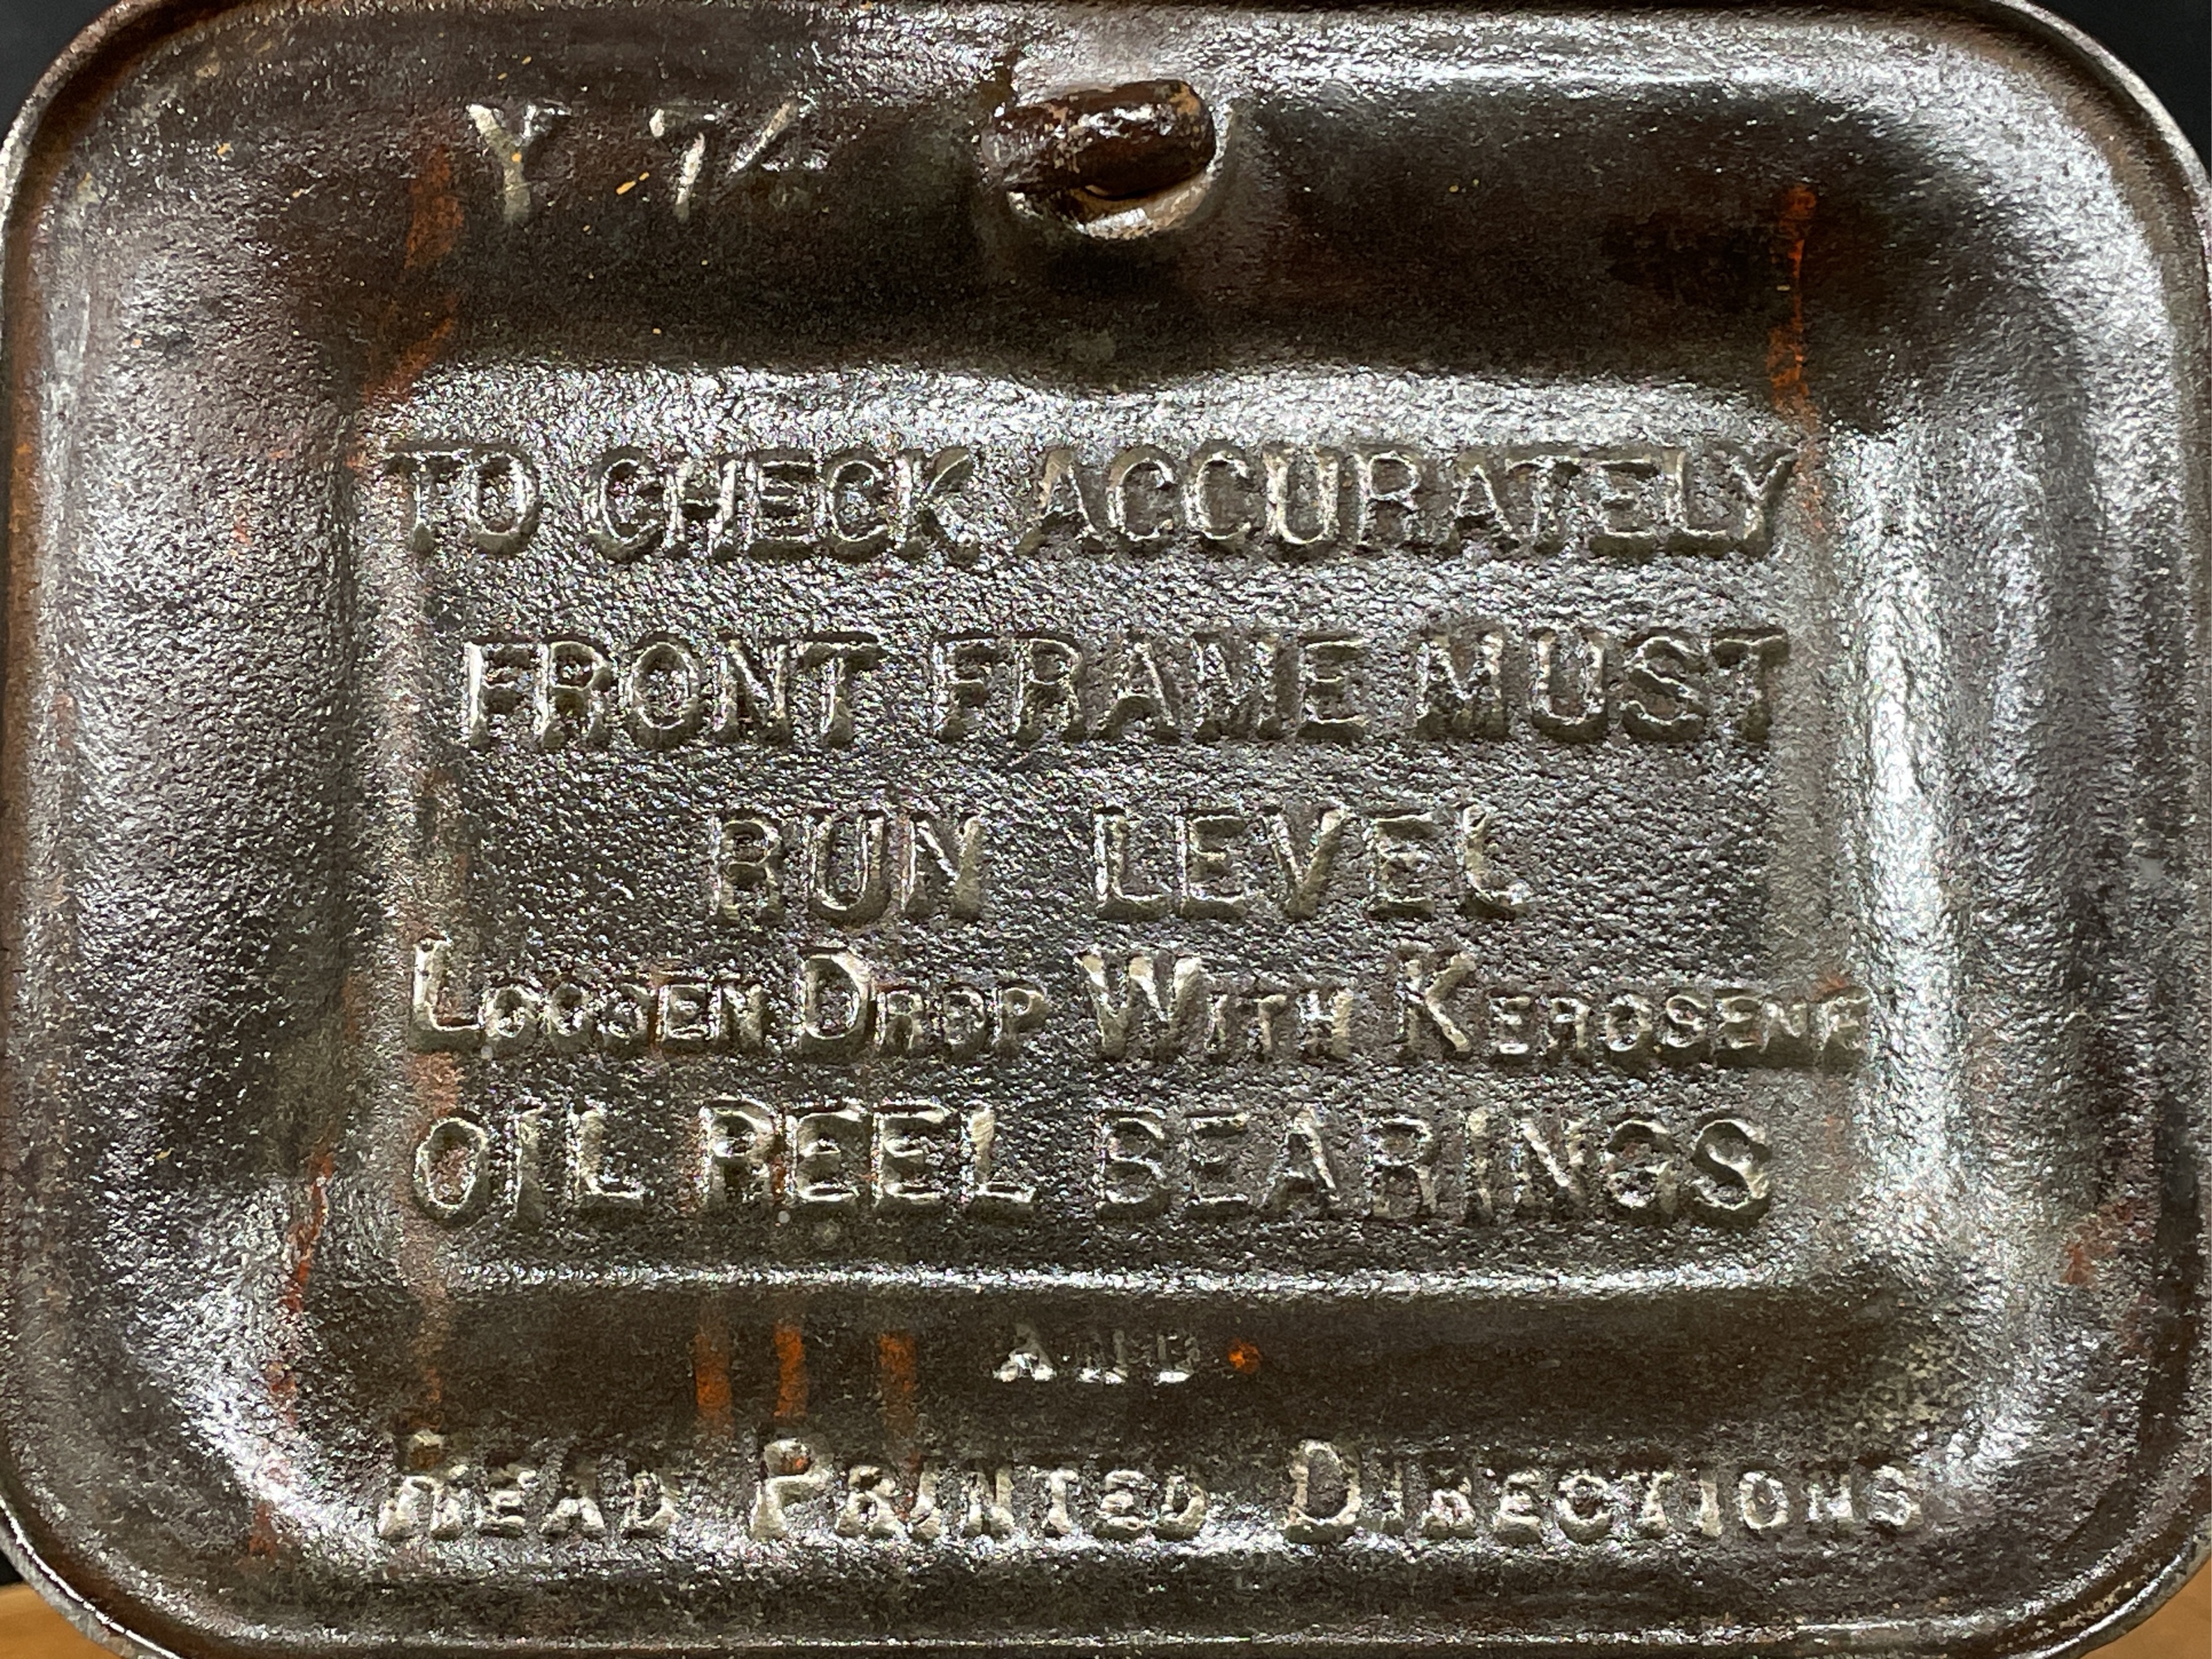 Y 74
TO CHECK ACCURATELY
FRONT FRAME MUST
RUN LEVEL
LOOSEN DROP WITH KEROSENE
OIL REEL BEARINGS
AND
READ PRINTED DIRECTIONS